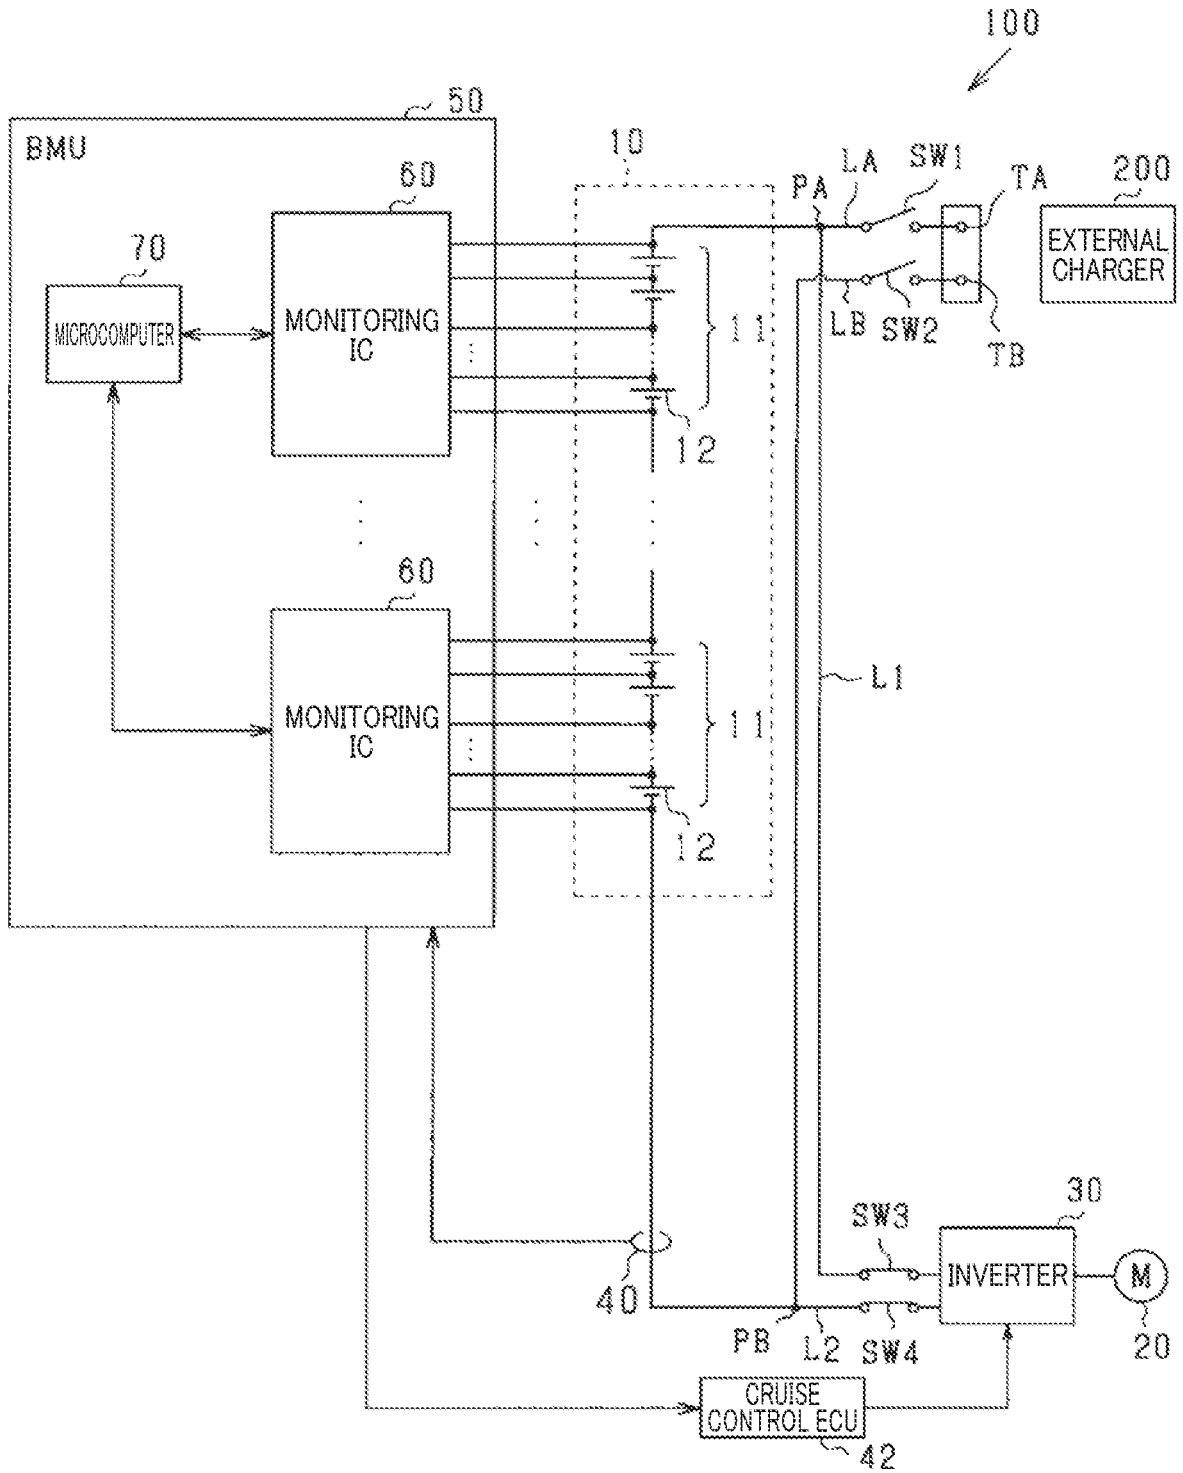 100
50
BMU
10
60
SW1
LA
PA
TA
200
EXTERNAL
CHARGER
70
MICROCOMPUTER
MONITORING
IC
11
LB
SW2
TB
12
60
MONITORING
IC
11
L1
12
SW3
30
INVERTER
M
40
PB
L2
SW4
20
CRUISE
CONTROL ECU
42